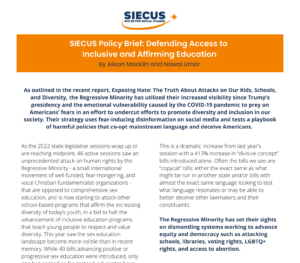 SIECUS
SEX ED FOR SOCIAL CHANGE
SIECUS Policy Brief: Defending Access to
Inclusive and Affirming Education
By Alison Macklin and Nawal Umar
As outlined in the recent report, Exposing Hate: The Truth About Attacks on Our Kids, Schools,
and Diversity, the Regressive Minority has utilized their increased visibility since Trump's
presidency and the emotional vulnerability caused by the COVID-19 pandemic to prey on
Americans' fears in an effort to undercut efforts to promote diversity and inclusion in our
society. Their strategy uses fear-inducing disinformation on social media and tests a playbook
of harmful policies that co-opt mainstream language and deceive Americans.
As the 2022 state legislative sessions wrap up or
are reaching midpoint, 46 active sessions saw an
unprecedented attack on human rights by the
Regressive Minority - a small international
movement of well-funded, fear mongering, and
vocal Christian fundamentalist organizations -
that are opposed to comprehensive sex
education, and is now starting to attack other
school-based programs that affirm the increasing
diversity of today's youth, in a bid to halt the
advancement of inclusive education programs
that teach young people to respect and value
diversity. This year saw the sex education
landscape become more volatile than in recent
memory. While 40 bills advancing positive or
progressive sex education were introduced, only
This is a dramatic increase from last year's
session with a 413% increase in "divisive concept"
bills introduced alone. Often the bills we see are
"copycat" bills: either the exact same as what
might be run in another state and/or bills with
almost the exact same language looking to test
what language resonates or may be able to
better deceive other lawmakers and their
constituents.
The Regressive Minority has set their sights
on dismantling systems working to advance
equity and democracy such as attacking
schools, libraries, voting rights, LGBTQ+
rights, and access to abortion.